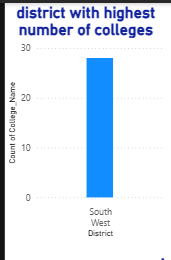 district with highest
number of colleges
Count of College_Name
30
20
10
0
South
West
District